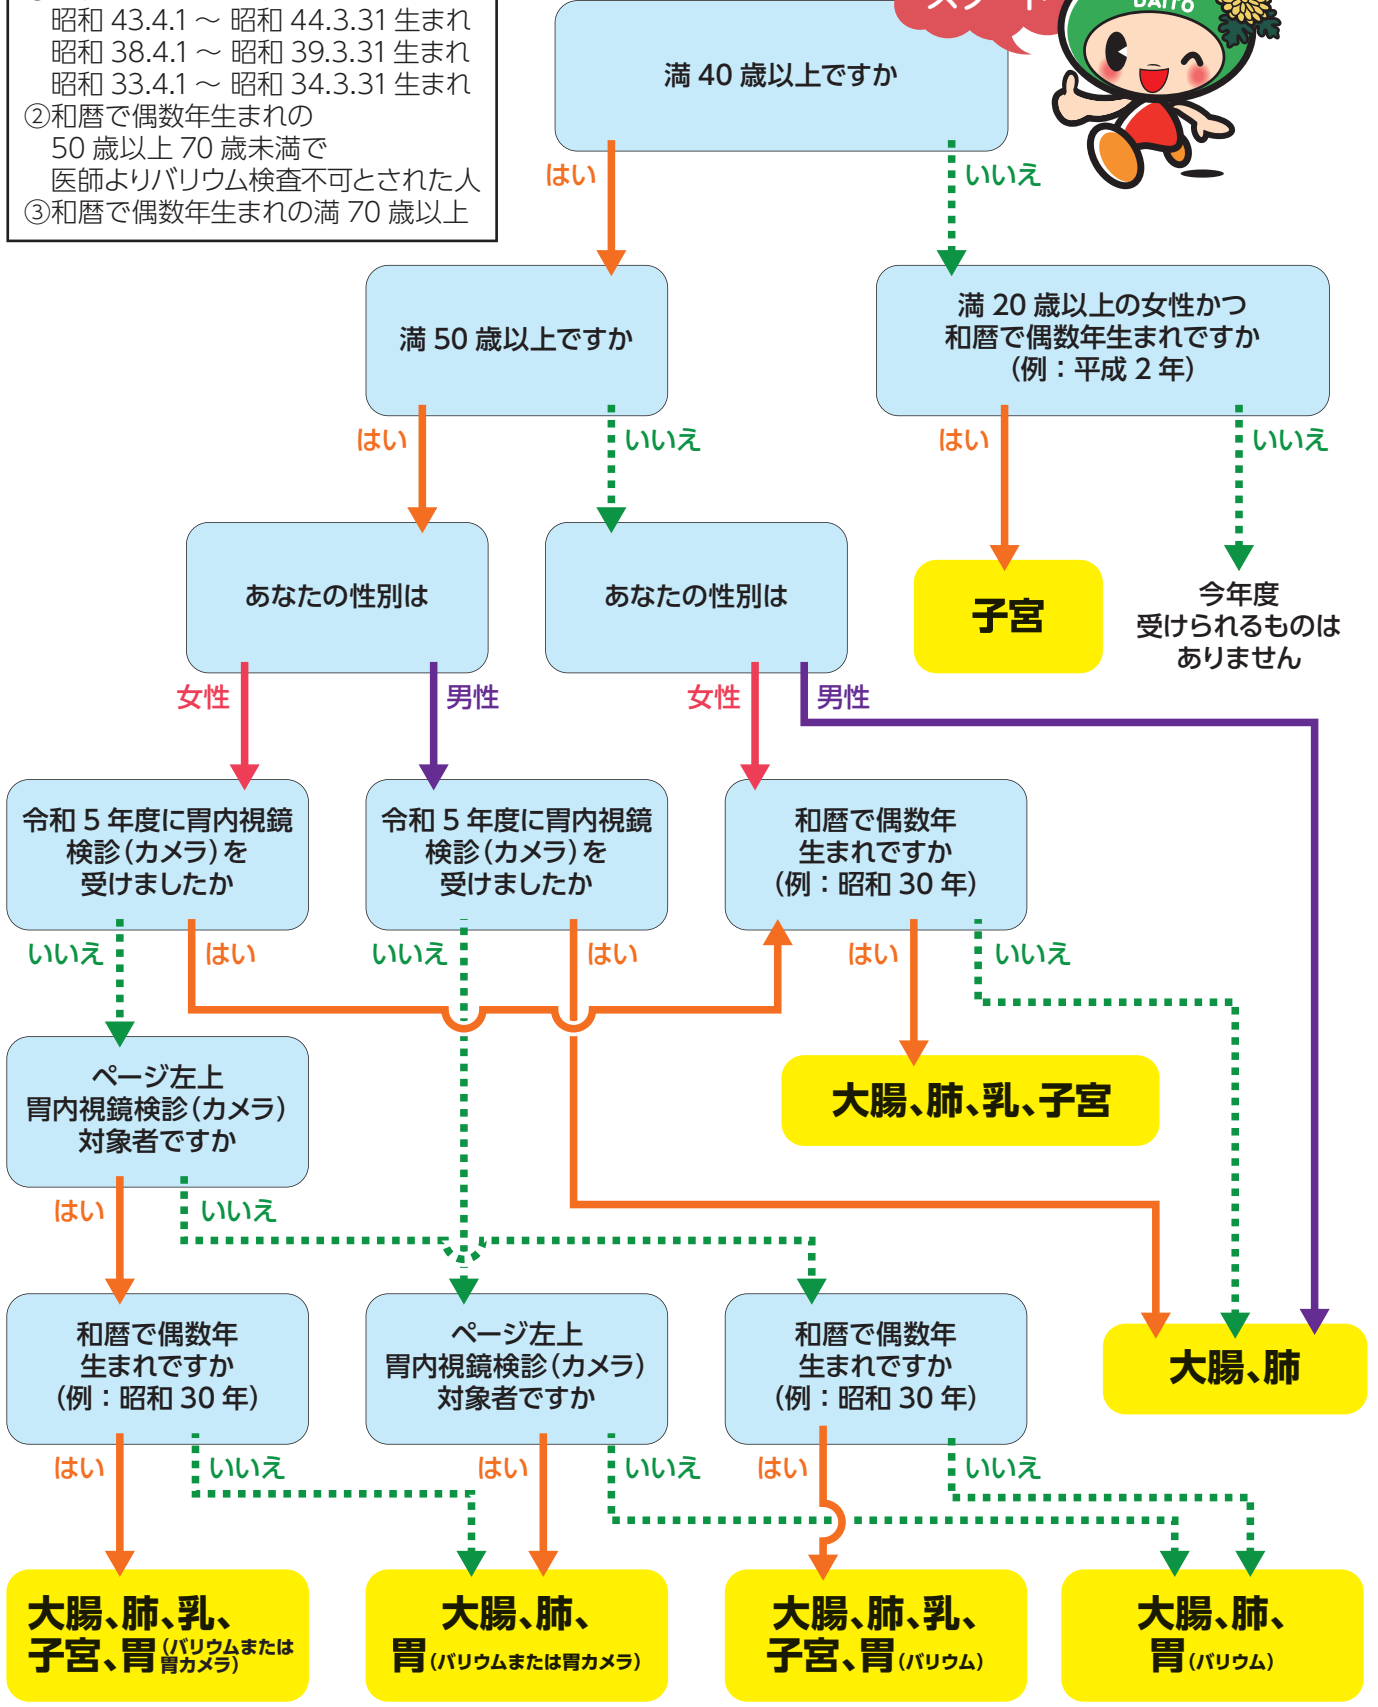 昭和 43.4.1 ～ 昭和 44.3.31 生まれ
昭和 38.4.1 ～ 昭和 39.3.31 生まれ
昭和 33.4.1 ～ 昭和 34.3.31 生まれ
②和暦で偶数年生まれの
50 歳以上 70 歳未満で
医師よりバリウム検査不可とされた人
③和暦で偶数年生まれの満 70 歳以上
DAITO
満 40 歳以上ですか
はい
いいえ
満 50 歳以上ですか
満 20 歳以上の女性かつ
和暦で偶数年生まれですか
（例：平成 2 年）
はい
いいえ
はい
いいえ
あなたの性別は
あなたの性別は
子宮
今年度
受けられるものは
ありません
女性
男性
女性
男性
令和 5 年度に胃内視鏡
検診（カメラ）を
受けましたか
令和 5 年度に胃内視鏡
検診（カメラ）を
受けましたか
和暦で偶数年
生まれですか
（例：昭和 30 年）
いいえ
はい
いいえ
はい
はい
いいえ
ページ左上
胃内視鏡検診（カメラ）
対象者ですか
大腸、肺、乳、子宮
はい
いいえ
和暦で偶数年
生まれですか
（例：昭和 30 年）
ページ左上
胃内視鏡検診（カメラ）
対象者ですか
和暦で偶数年
生まれですか
（例：昭和 30 年）
大腸、肺
はい
いいえ
はい
いいえ
はい
いいえ
大腸、肺、乳、
子宮、胃（バリウムまたは
胃カメラ）
大腸、肺、
胃（バリウムまたは胃カメラ）
大腸、肺、乳、
子宮、胃（バリウム）
大腸、肺、
胃（バリウム）